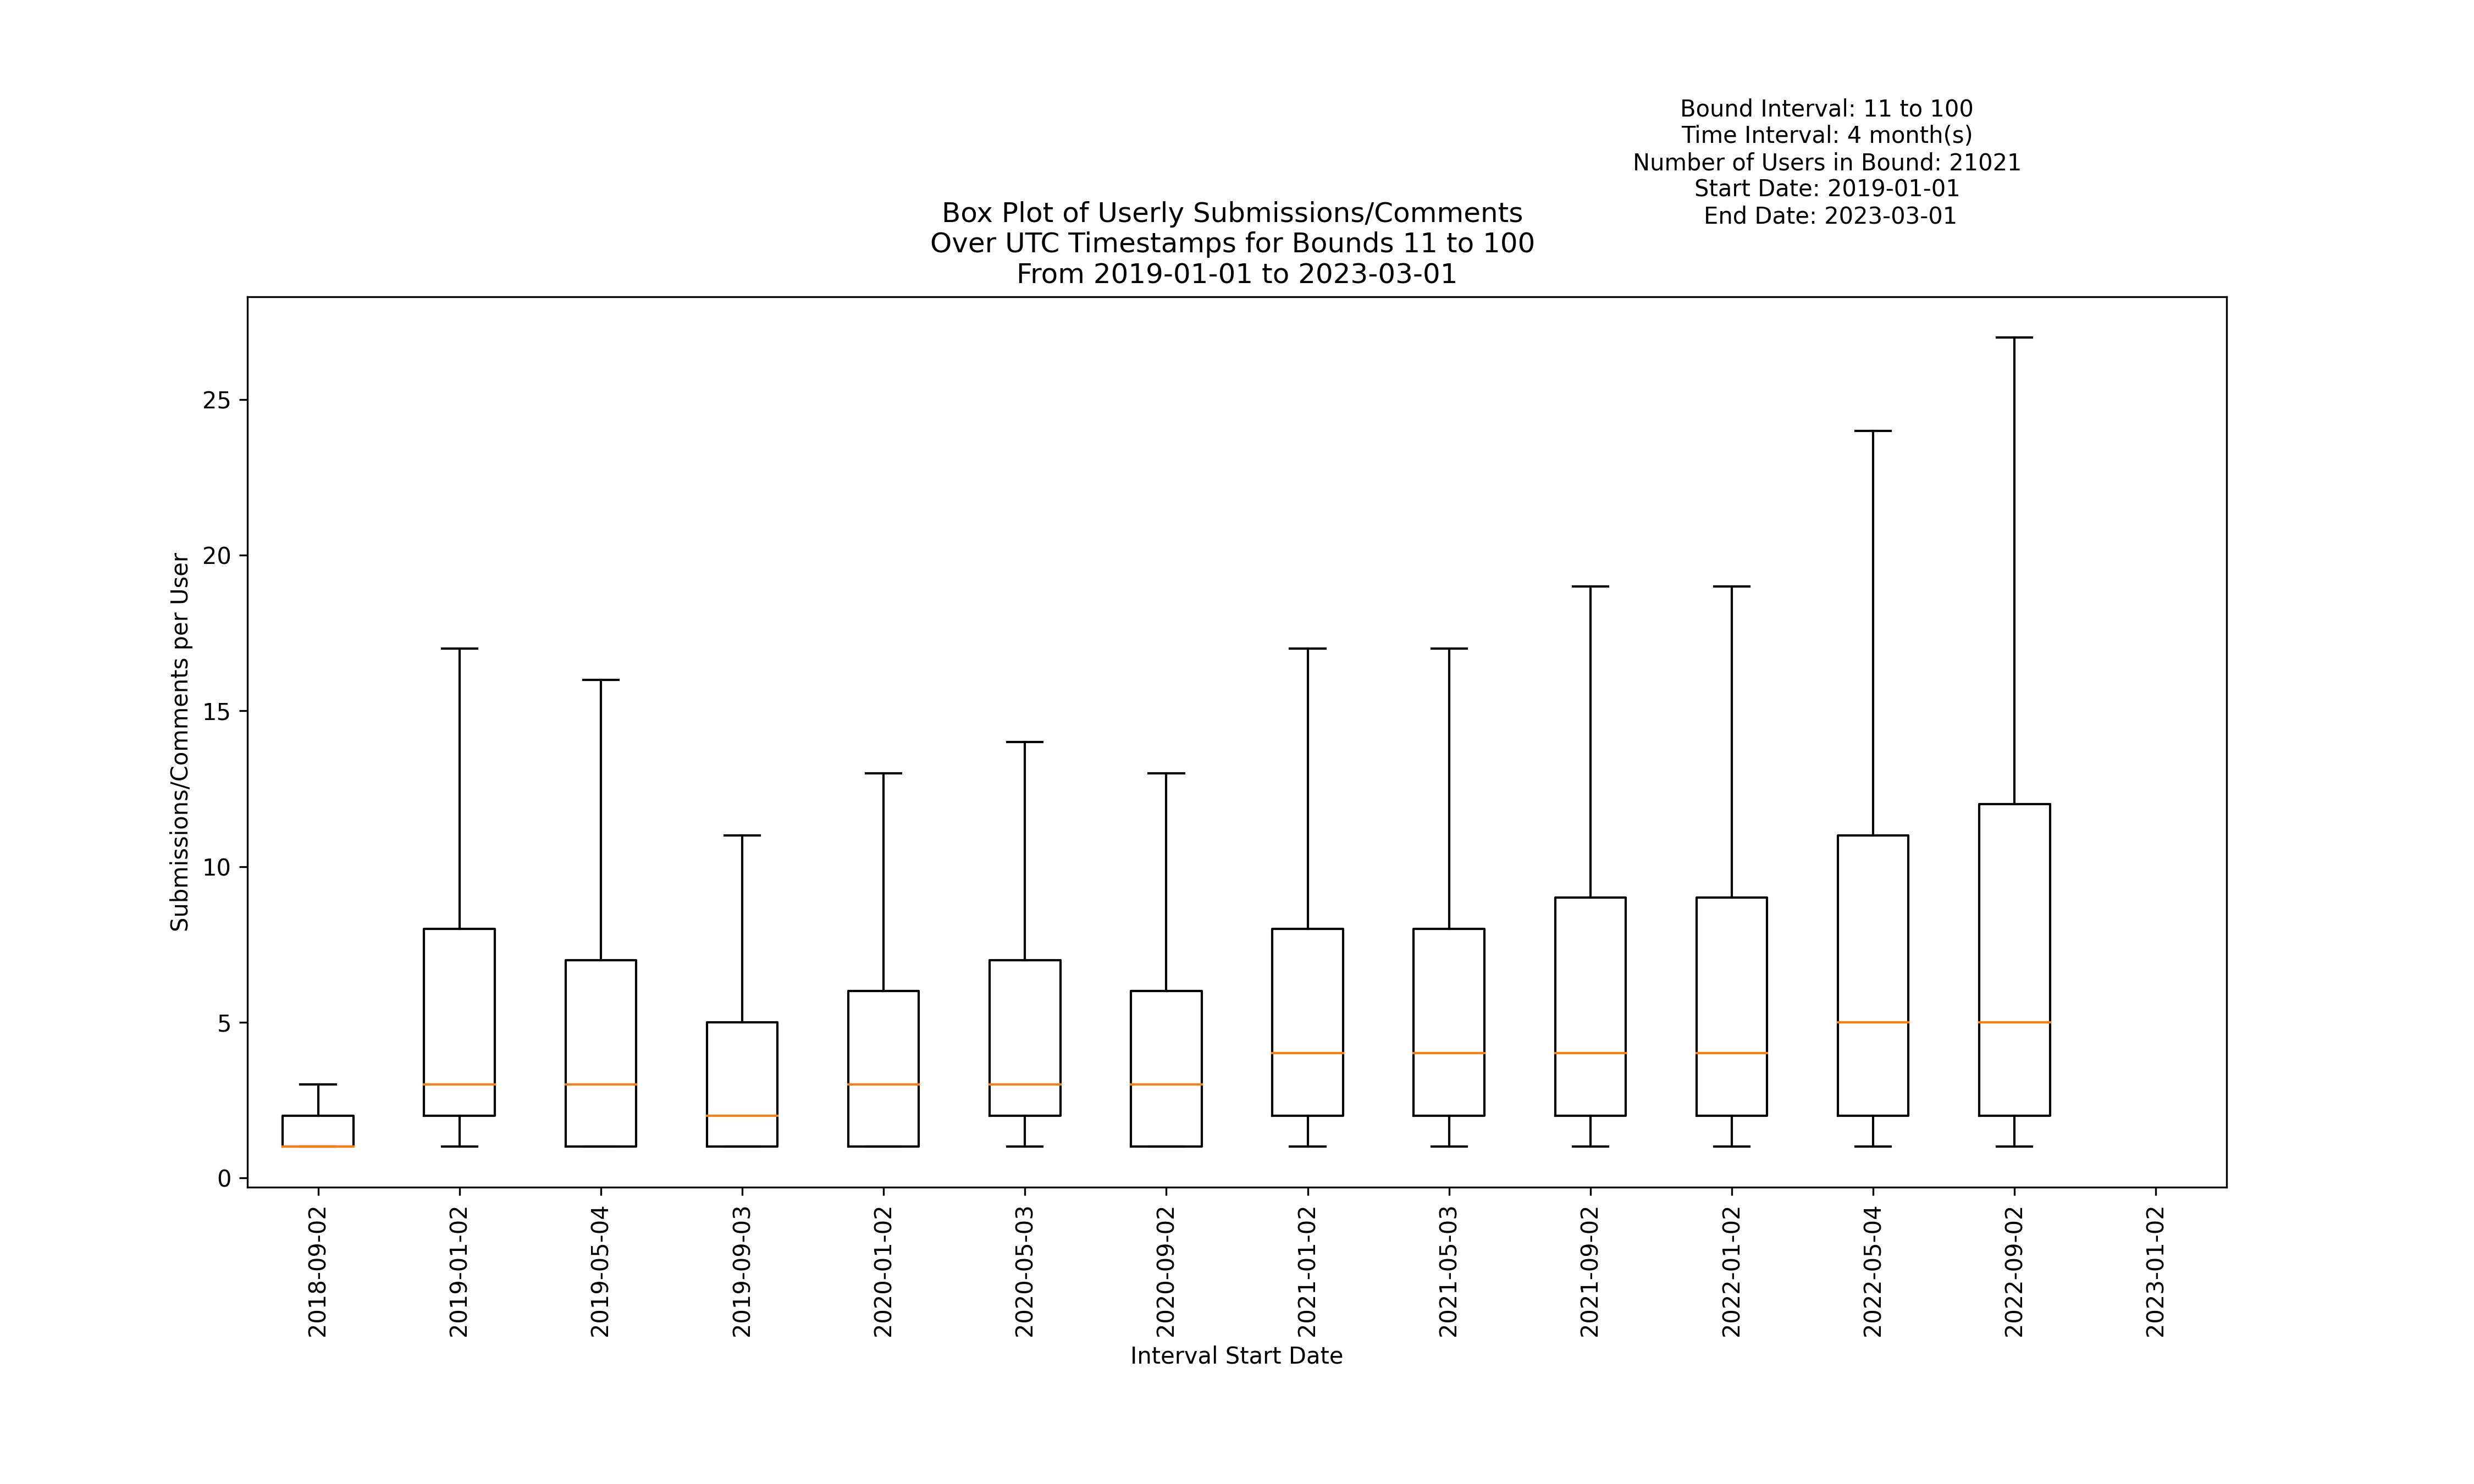 Bound Interval: 11 to 100
Time Interval: 4 month(s)
Number of Users in Bound: 21021
Start Date: 2019-01-01
End Date: 2023-03-01
Box Plot of Userly Submissions/Comments
Over UTC Timestamps for Bounds 11 to 100
From 2019-01-01 to 2023-03-01
Submissions/Comments per User
25
20
15
10
5
0
2018-09-02
2019-01-02
2019-05-04
2019-09-03
2020-01-02
2020-05-03
2020-09-02
2021-01-02
2021-05-03
2021-09-02
2022-01-02
2022-05-04
2022-09-02
2023-01-02
Interval Start Date